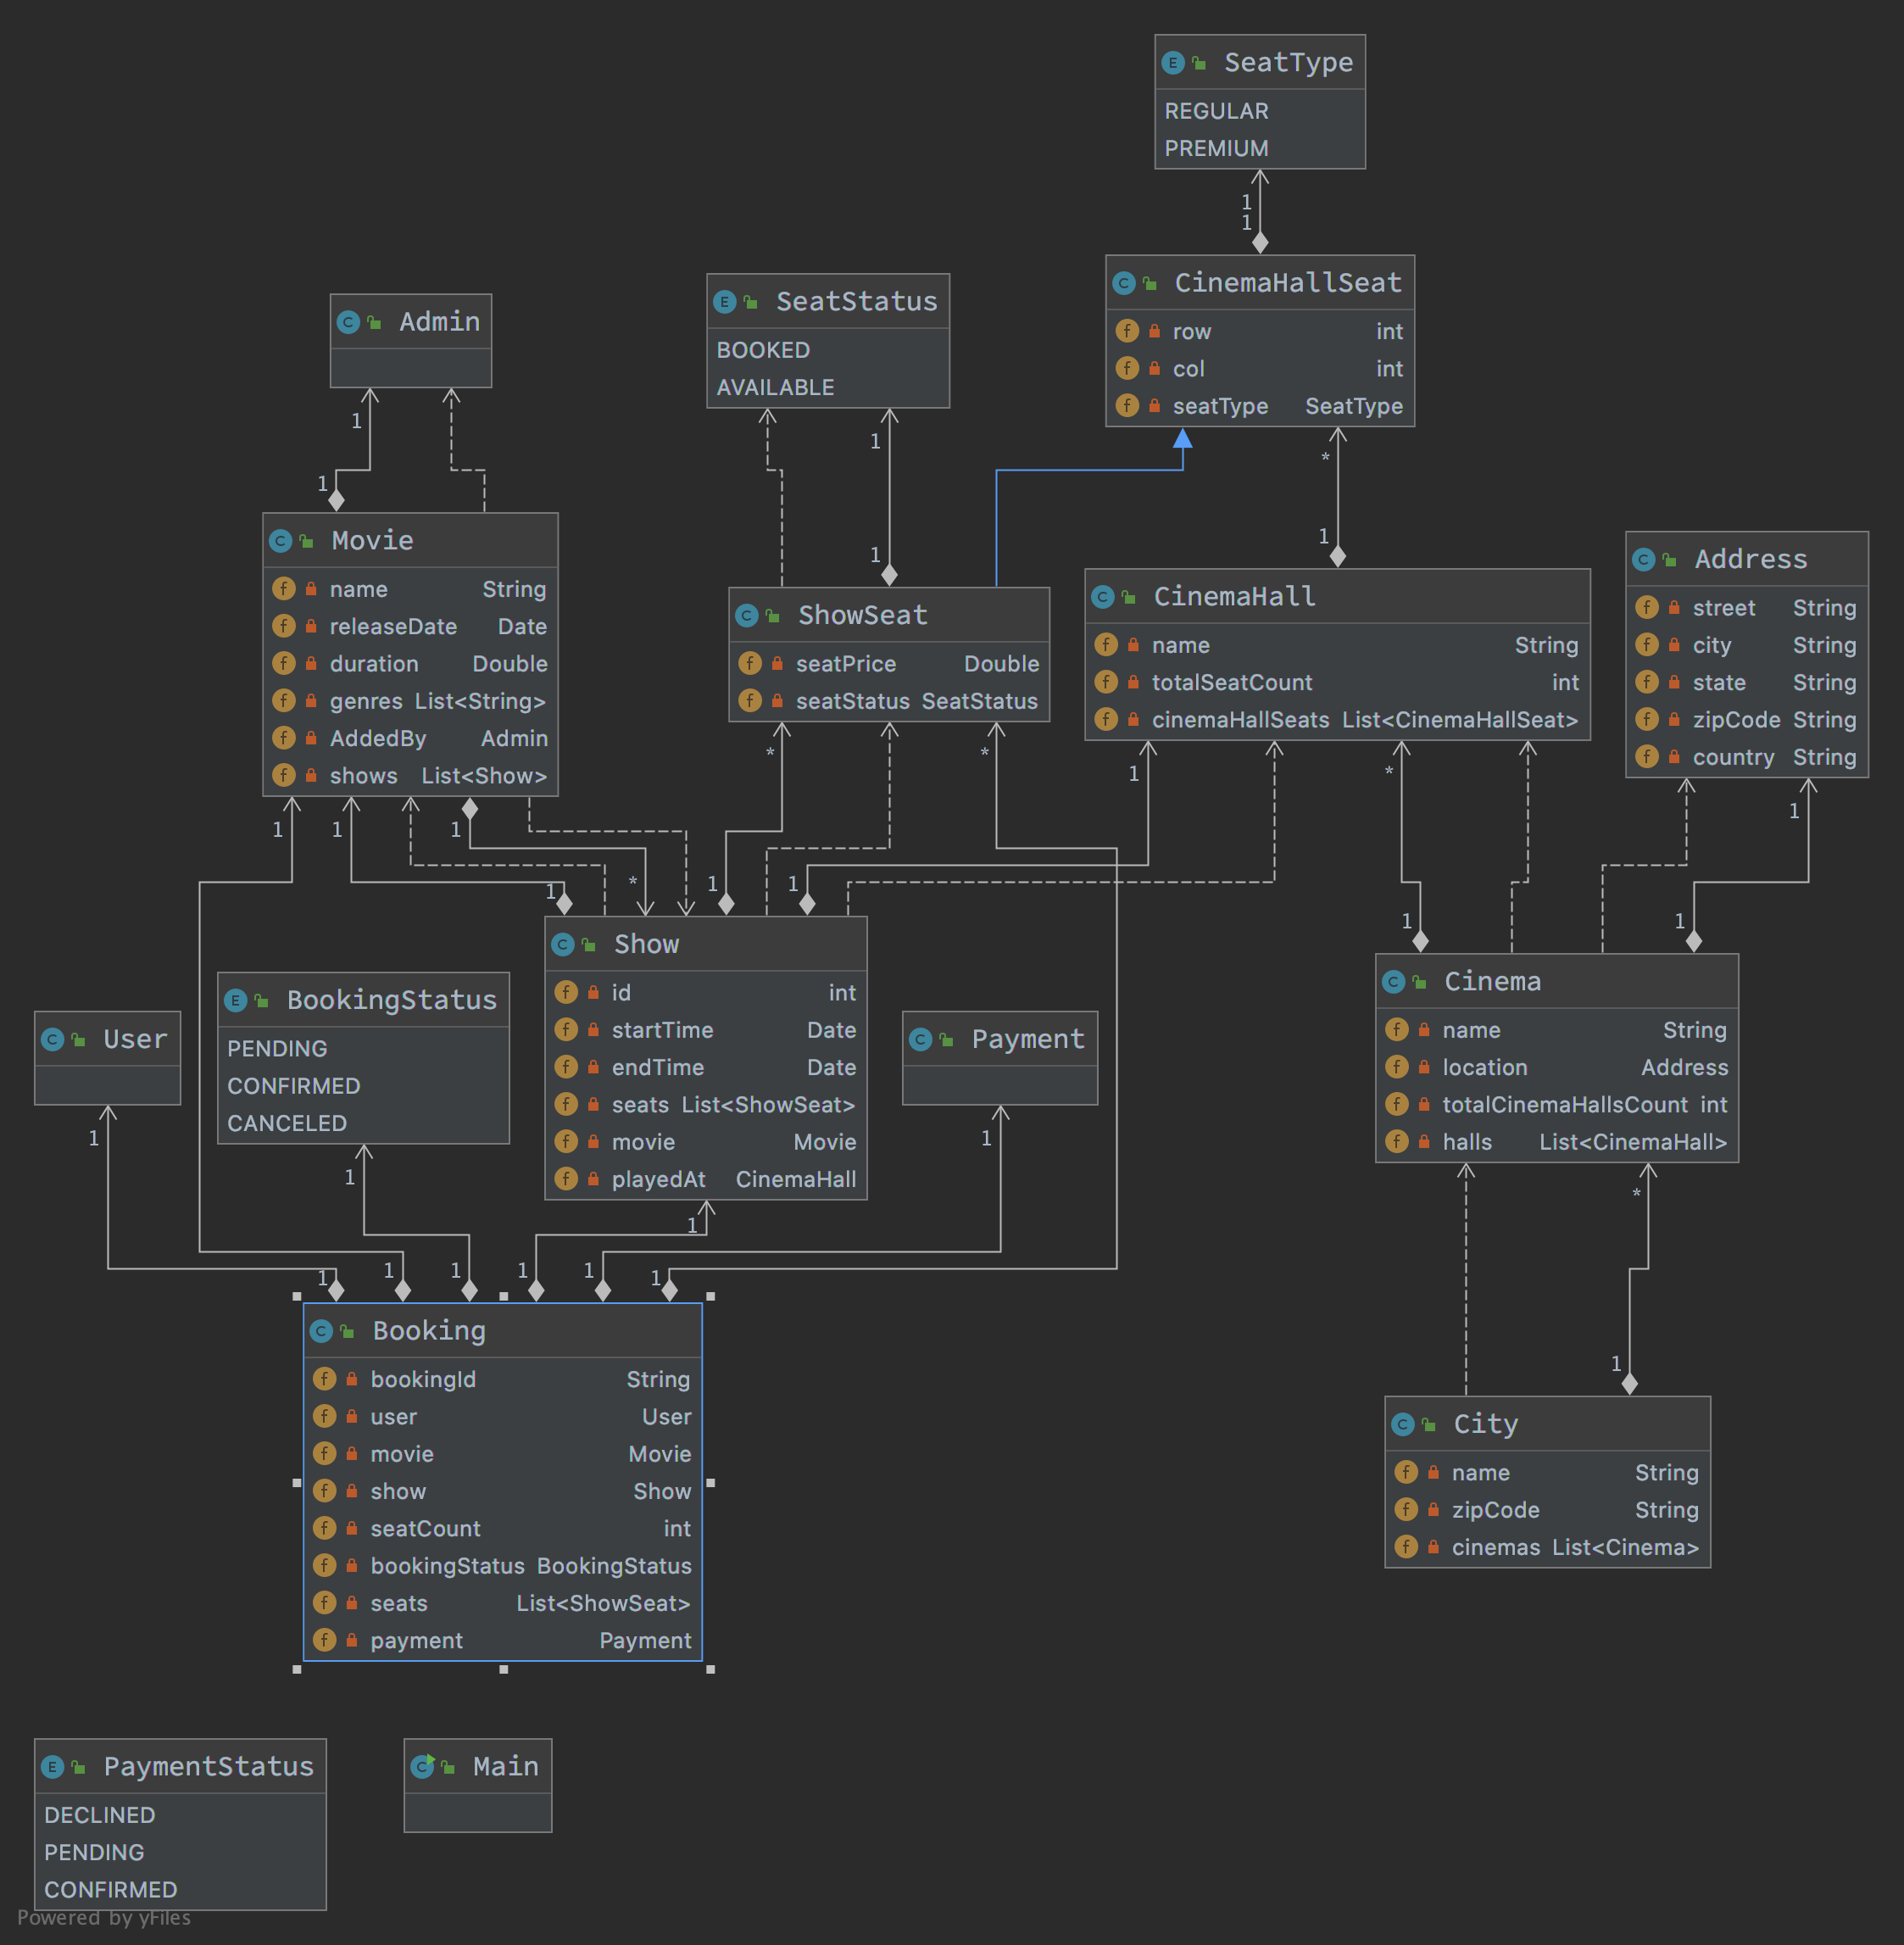 SeatType
REGULAR
PREMIUM
1
1
CinemaHallSeat
row int
col int
seatType SeatType
SeatStatus
BOOKED
AVAILABLE
Admin
1
1
1
1
*
1
Movie
name String
releaseDate Date
duration Double
genres List<String>
AddedBy Admin
shows List<Show>
ShowSeat
seatPrice Double
seatStatus SeatStatus
CinemaHall
name String
totalSeatCount int
cinemaHallSeats List<CinemaHallSeat>
Address
street String
city String
state String
zipCode String
country String
1
1
1
*
*
1
*
1
1
*
1
1
1
1
Show
id int
startTime Date
endTime Date
seats List<ShowSeat>
movie Movie
playedAt CinemaHall
Cinema
name String
location Address
totalCinemaHallsCount int
halls List<CinemaHall>
BookingStatus
PENDING
CONFIRMED
CANCELED
User
Payment
1
1
1
1
*
1
1
1
1
1
1
1
Booking
bookingId String
user User
movie Movie
show Show
seatCount int
bookingStatus BookingStatus
seats List<ShowSeat>
payment Payment
City
name String
zipCode String
cinemas List<Cinema>
PaymentStatus
DECLINED
PENDING
CONFIRMED
Main
Powered by yFiles